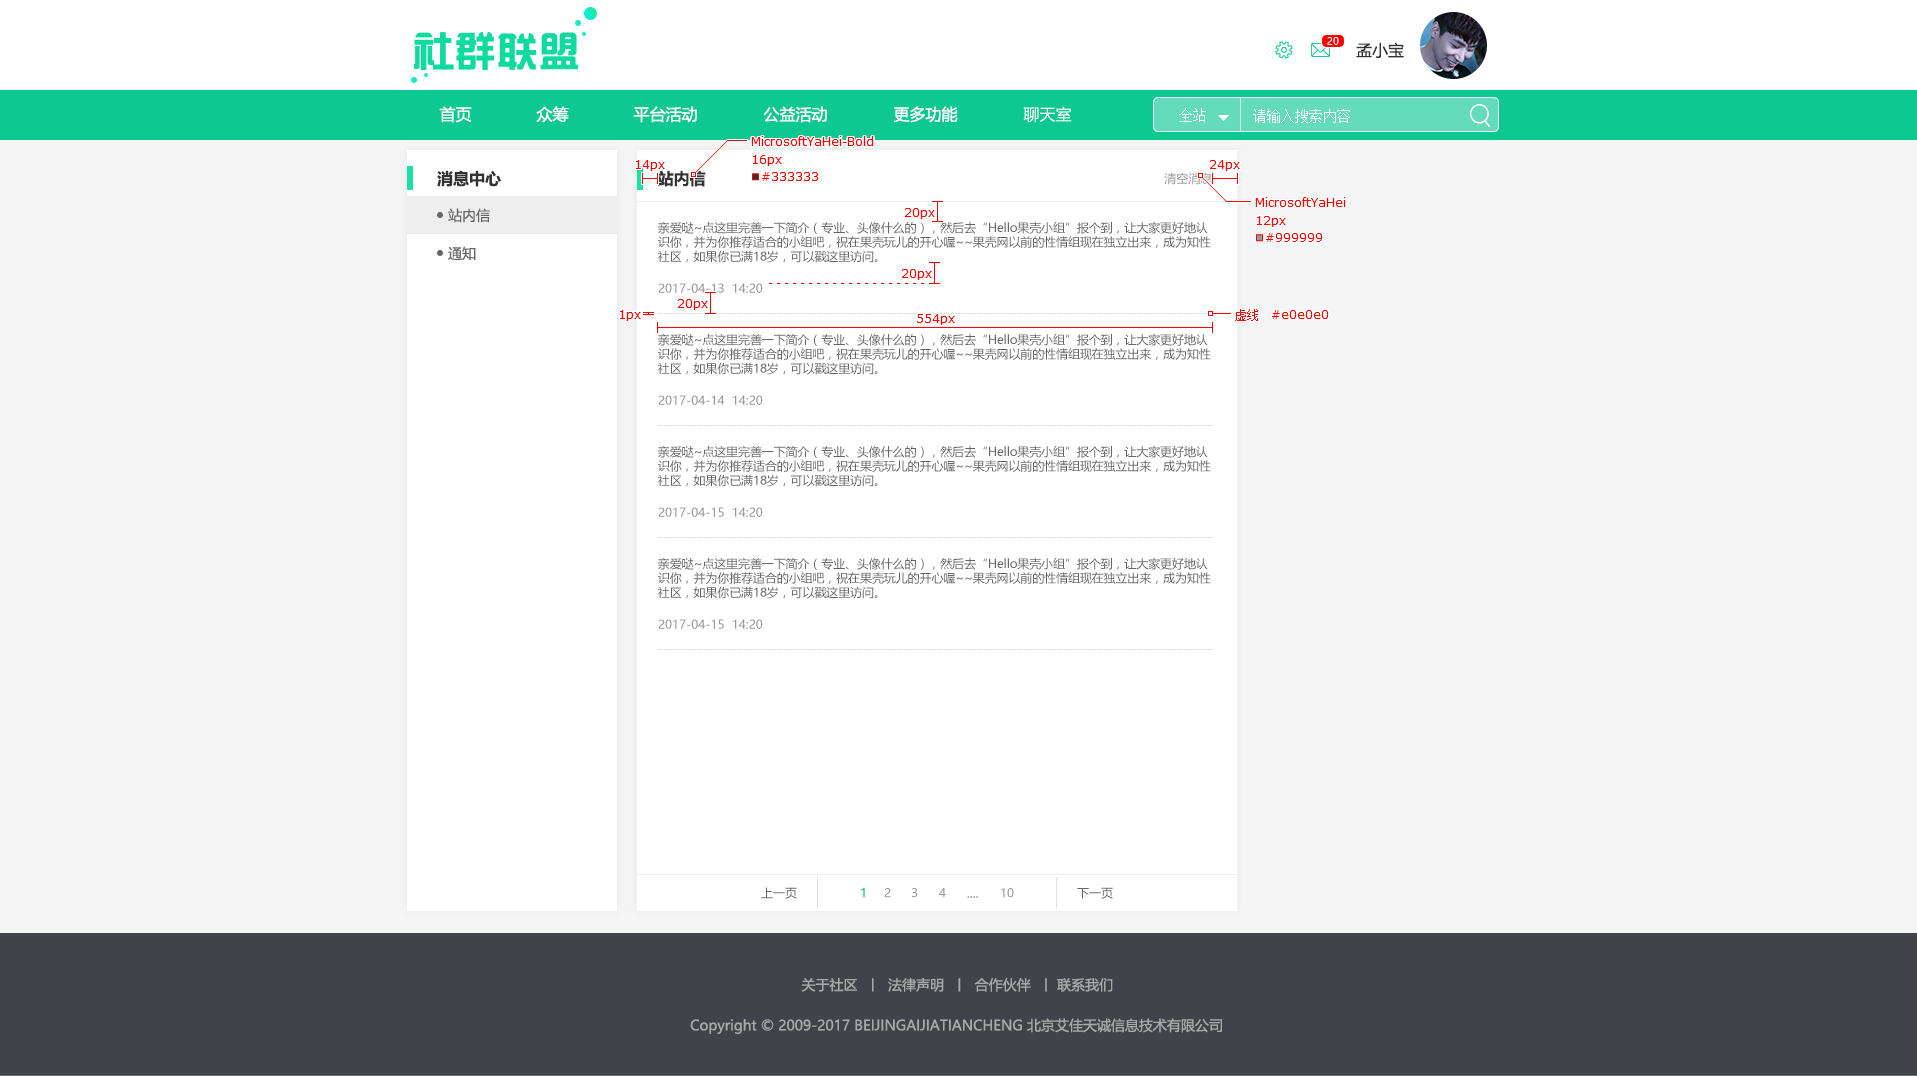 社群联盟
20
孟小宝
首页 众筹 平台活动 公益活动 更多功能 聊天室 全站 请输入搜索内容
MicrosoftYaHei-Bold
16px
#333333
14px
24px
消息中心
站内信
通知
站内信
清空消息
MicrosoftYaHei
12px
#999999
20px
亲爱哒~点这里完善一下简介（专业、头像什么的），然后去“Hello果壳小组”报个到，让大家更好地认
识你，并为你推荐适合的小组吧，祝在果壳玩儿的开心喔~~果壳网以前的性情组现在独立出来，成为知性
社区，如果你已满18岁，可以戳这里访问。
20px
2017-04-13 14:20
20px
1px
虚线 #e0e0e0
554px
亲爱哒~点这里完善一下简介（专业、头像什么的），然后去“Hello果壳小组”报个到，让大家更好地认
识你，并为你推荐适合的小组吧，祝在果壳玩儿的开心喔~~果壳网以前的性情组现在独立出来，成为知性
社区，如果你已满18岁，可以戳这里访问。
2017-04-14 14:20
亲爱哒~点这里完善一下简介（专业、头像什么的），然后去“Hello果壳小组”报个到，让大家更好地认
识你，并为你推荐适合的小组吧，祝在果壳玩儿的开心喔~~果壳网以前的性情组现在独立出来，成为知性
社区，如果你已满18岁，可以戳这里访问。
2017-04-15 14:20
亲爱哒~点这里完善一下简介（专业、头像什么的），然后去“Hello果壳小组”报个到，让大家更好地认
识你，并为你推荐适合的小组吧，祝在果壳玩儿的开心喔~~果壳网以前的性情组现在独立出来，成为知性
社区，如果你已满18岁，可以戳这里访问。
2017-04-15 14:20
上一页 1 2 3 4 .... 10 下一页
关于社区 | 法律声明 | 合作伙伴 | 联系我们
Copyright © 2009-2017 BEIJINGAIJIATIANCHENG 北京艾佳天诚信息技术有限公司